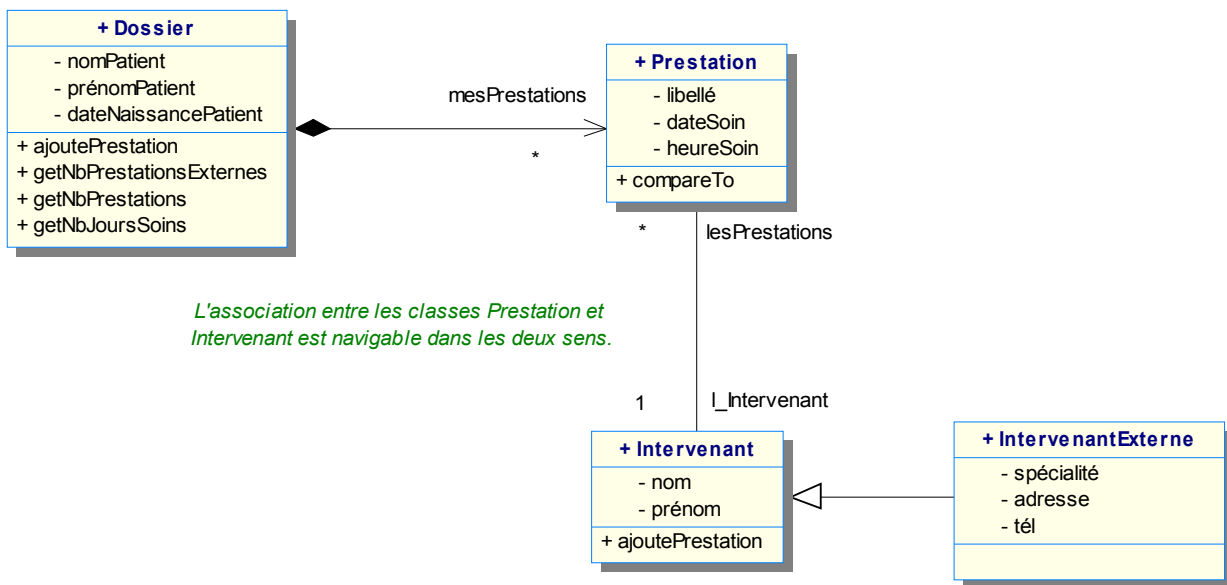 + Dossier
- nomPatient
- prénomPatient
- dateNaissancePatient
+ ajoutePrestation
+ getNbPrestationsExternes
+ getNbPrestations
+ getNbJoursSoins
mesPrestations
*
+ Prestation
- libellé
- dateSoin
- heureSoin
+ compareTo
* lesPrestations
L'association entre les classes Prestation et
Intervenant est navigable dans les deux sens.
1 l_Intervenant
+ Intervenant
- nom
- prénom
+ ajoutePrestation
+ IntervenantExterne
- spécialité
- adresse
- tél